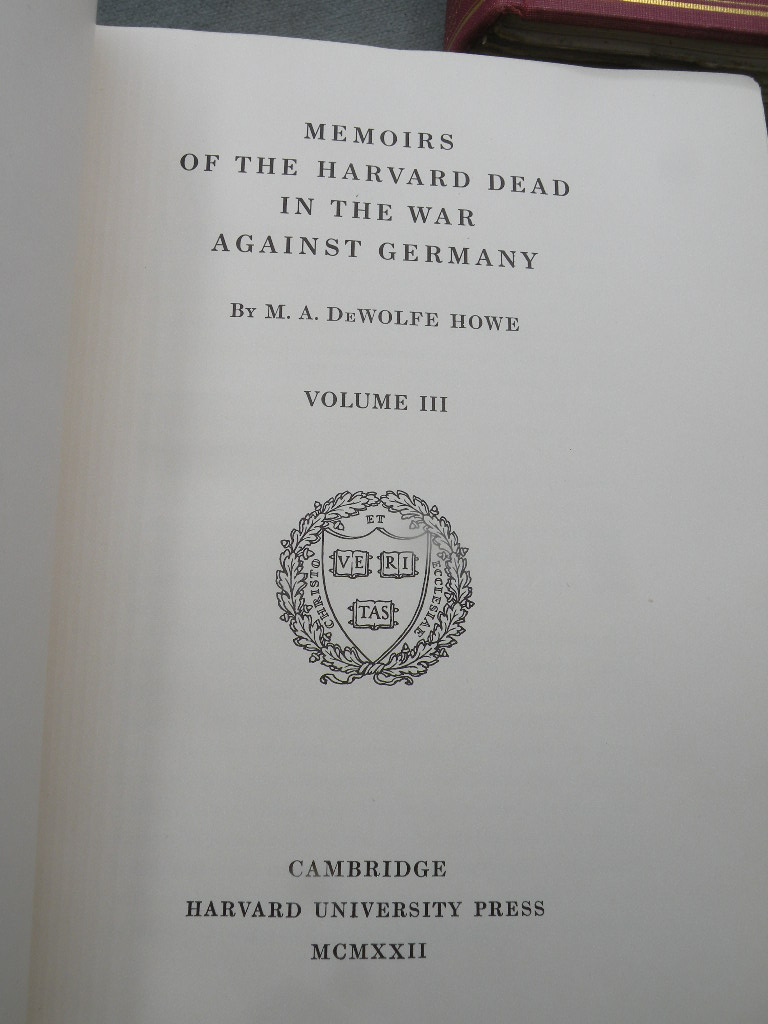 MEMOIRS
OF THE HARVARD DEAD
IN THE WAR
AGAINST GERMANY
By M. A. DeWOLFE HOWE
VOLUME III
ET
CHRISTO
VE RI
TAS
ECCLESIAE
CAMBRIDGE
HARVARD UNIVERSITY PRESS
MCMXXII